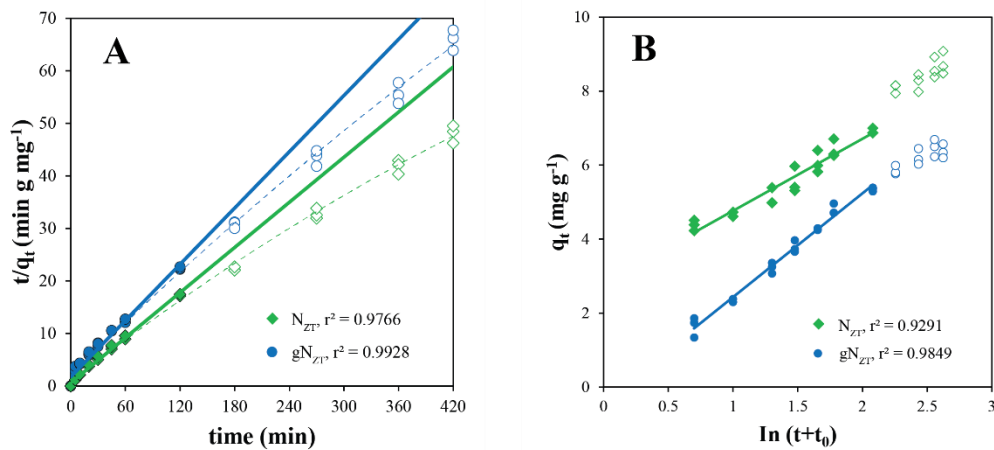 A
70
60
50
40
30
20
10
0
t/qt (min g mg-1)
0 60 120 180 240 300 360 420
time (min)
NZT, r² = 0.9766
gNZT, r² = 0.9928
B
10
8
6
4
2
0
qt (mg g-1)
0 0.5 1 1.5 2 2.5 3
In (t+t0)
NZT, r² = 0.9291
gNZT, r² = 0.9849